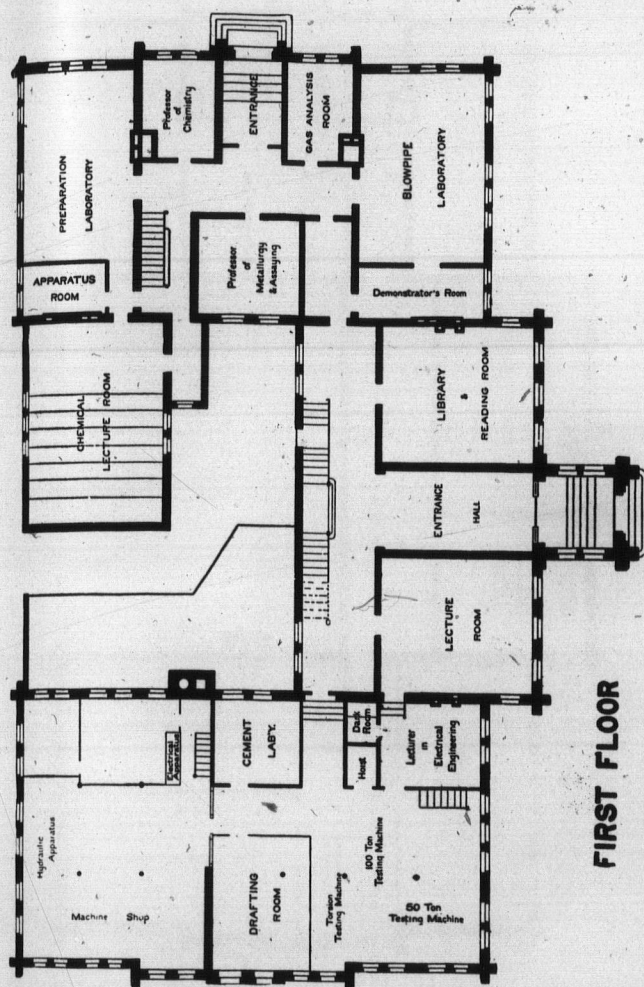 PREPARATION
LABORATORY
Professor
of
Chemistry
ENTRANCE
GAS ANALYSIS
ROOM
BLOWPIPE
LABORATORY
APPARATUS
ROOM
Professor
of
Metallurgy
& Assaying
Demonstrator's Room
CHEMICAL
LECTURE ROOM
LIBRARY
&
READING ROOM
ENTRANCE
HALL
LECTURE
ROOM
Electrical
Apparatus
CEMENT
LAB'Y.
Dark
Room
Hoist
Lecturer
in
Electrical
Engineering
Hydraulic
Apparatus
Machine Shop
DRAFTING
ROOM
Torsion
Testing Machine
100 Ton
Testing Machine
50 Ton
Testing Machine
FIRST FLOOR